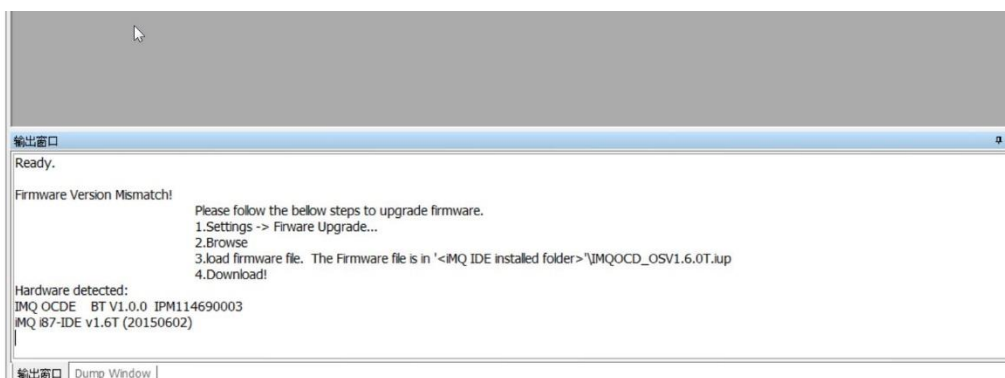 输出窗口
Ready.
Firmware Version Mismatch!
Please follow the bellow steps to upgrade firmware.
1.Settings -> Firware Upgrade...
2.Browse
3.load firmware file. The Firmware file is in '<iMQ IDE installed folder>'\IMQOCD_OSV1.6.0T.iup
4.Download!
Hardware detected:
IMQ OCDE BT V1.0.0 IPM114690003
iMQ i87-IDE v1.6T (20150602)
输出窗口 Dump Window